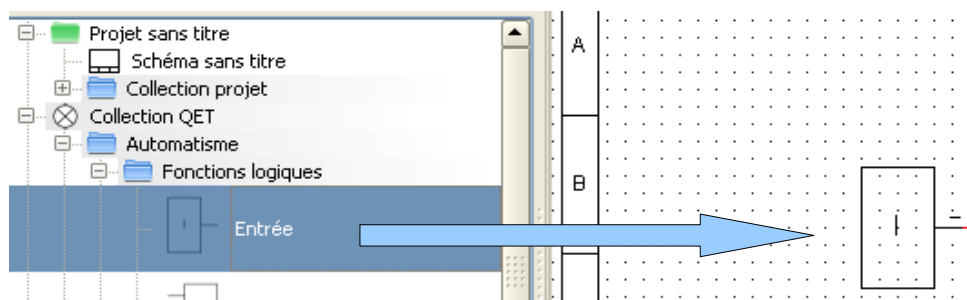 Projet sans titre
Schéma sans titre
Collection projet
Collection QET
Automatisme
Fonctions logiques
Entrée
A
B
I